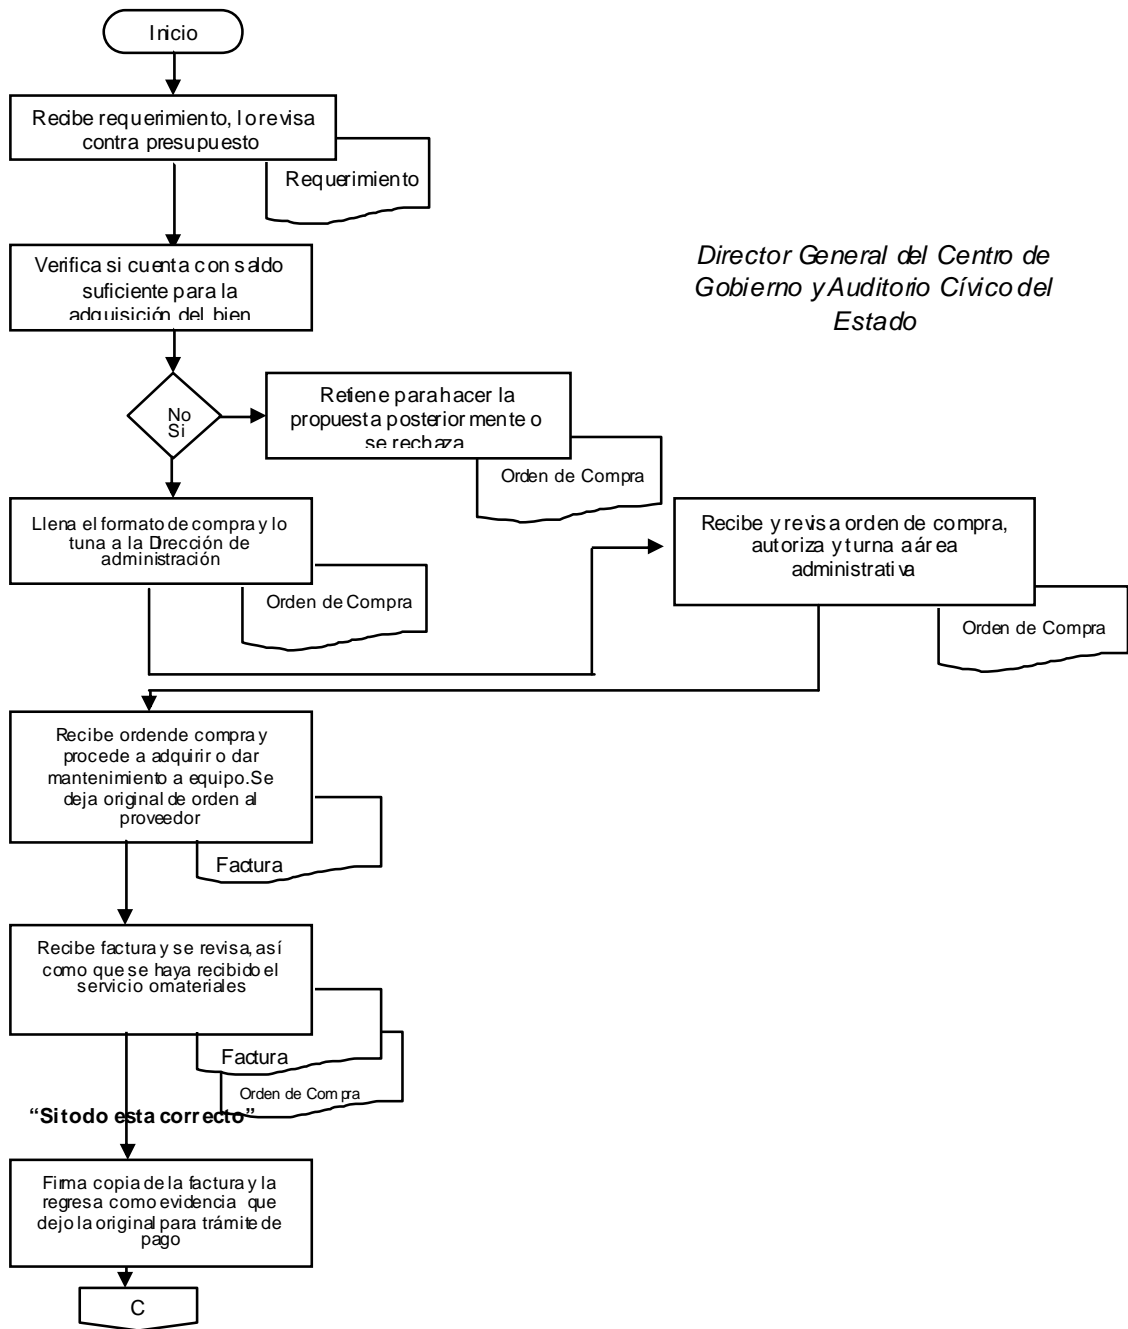 Inicio
Recibe requerimiento, lo revisa
contra presupuesto
Requerimiento
Verifica si cuenta con saldo
suficiente para la
adquisición del bien
Director General del Centro de
Gobierno y Auditorio Cívico del
Estado
No
Si
Retiene para hacer la
propuesta posteriormente o
se rechaza
Orden de Compra
Llena el formato de compra y lo
tuna a la Dirección de
administración
Orden de Compra
Recibe y revisa orden de compra,
autoriza y turna a área
administrativa
Orden de Compra
Recibe orden de compra y
procede a adquirir o dar
mantenimiento a equipo. Se
deja original de orden al
proveedor
Factura
Recibe factura y se revisa, así
como que se haya recibido el
servicio o materiales
Factura
Orden de Compra
“Si todo esta correcto”
Firma copia de la factura y la
regresa como evidencia que
dejo la original para trámite de
pago
C